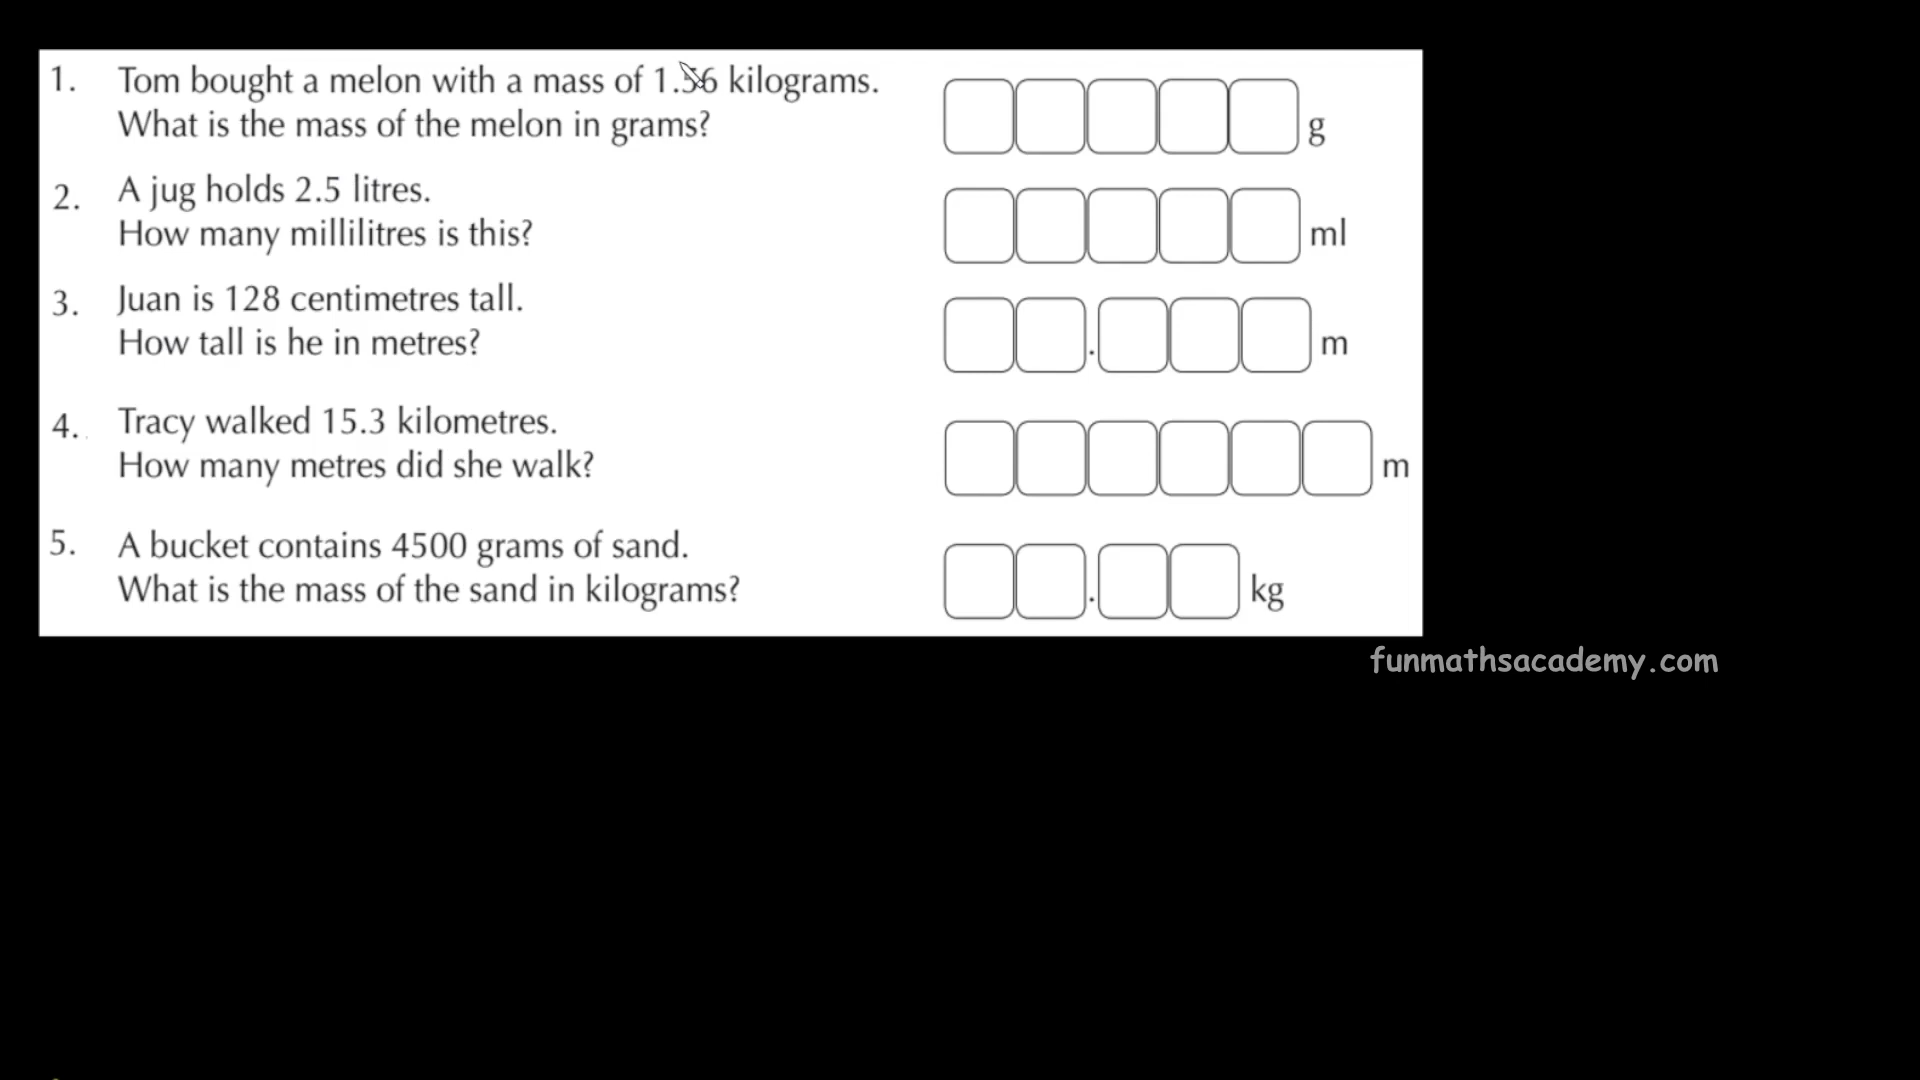 1. Tom bought a melon with a mass of 1.56 kilograms.
What is the mass of the melon in grams?
g
2. A jug holds 2.5 litres.
How many millilitres is this?
ml
3. Juan is 128 centimetres tall.
How tall is he in metres?
. m
4. Tracy walked 15.3 kilometres.
How many metres did she walk?
m
5. A bucket contains 4500 grams of sand.
What is the mass of the sand in kilograms?
. kg
funmathsacademy.com